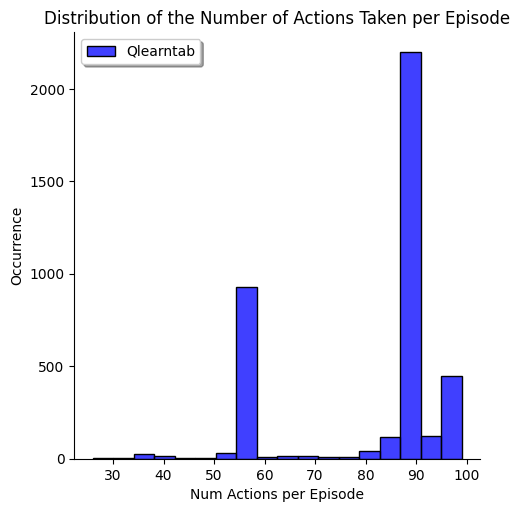 Distribution of the Number of Actions Taken per Episode
Qlearntab
2000
1500
1000
500
0
Occurrence
30 40 50 60 70 80 90 100
Num Actions per Episode